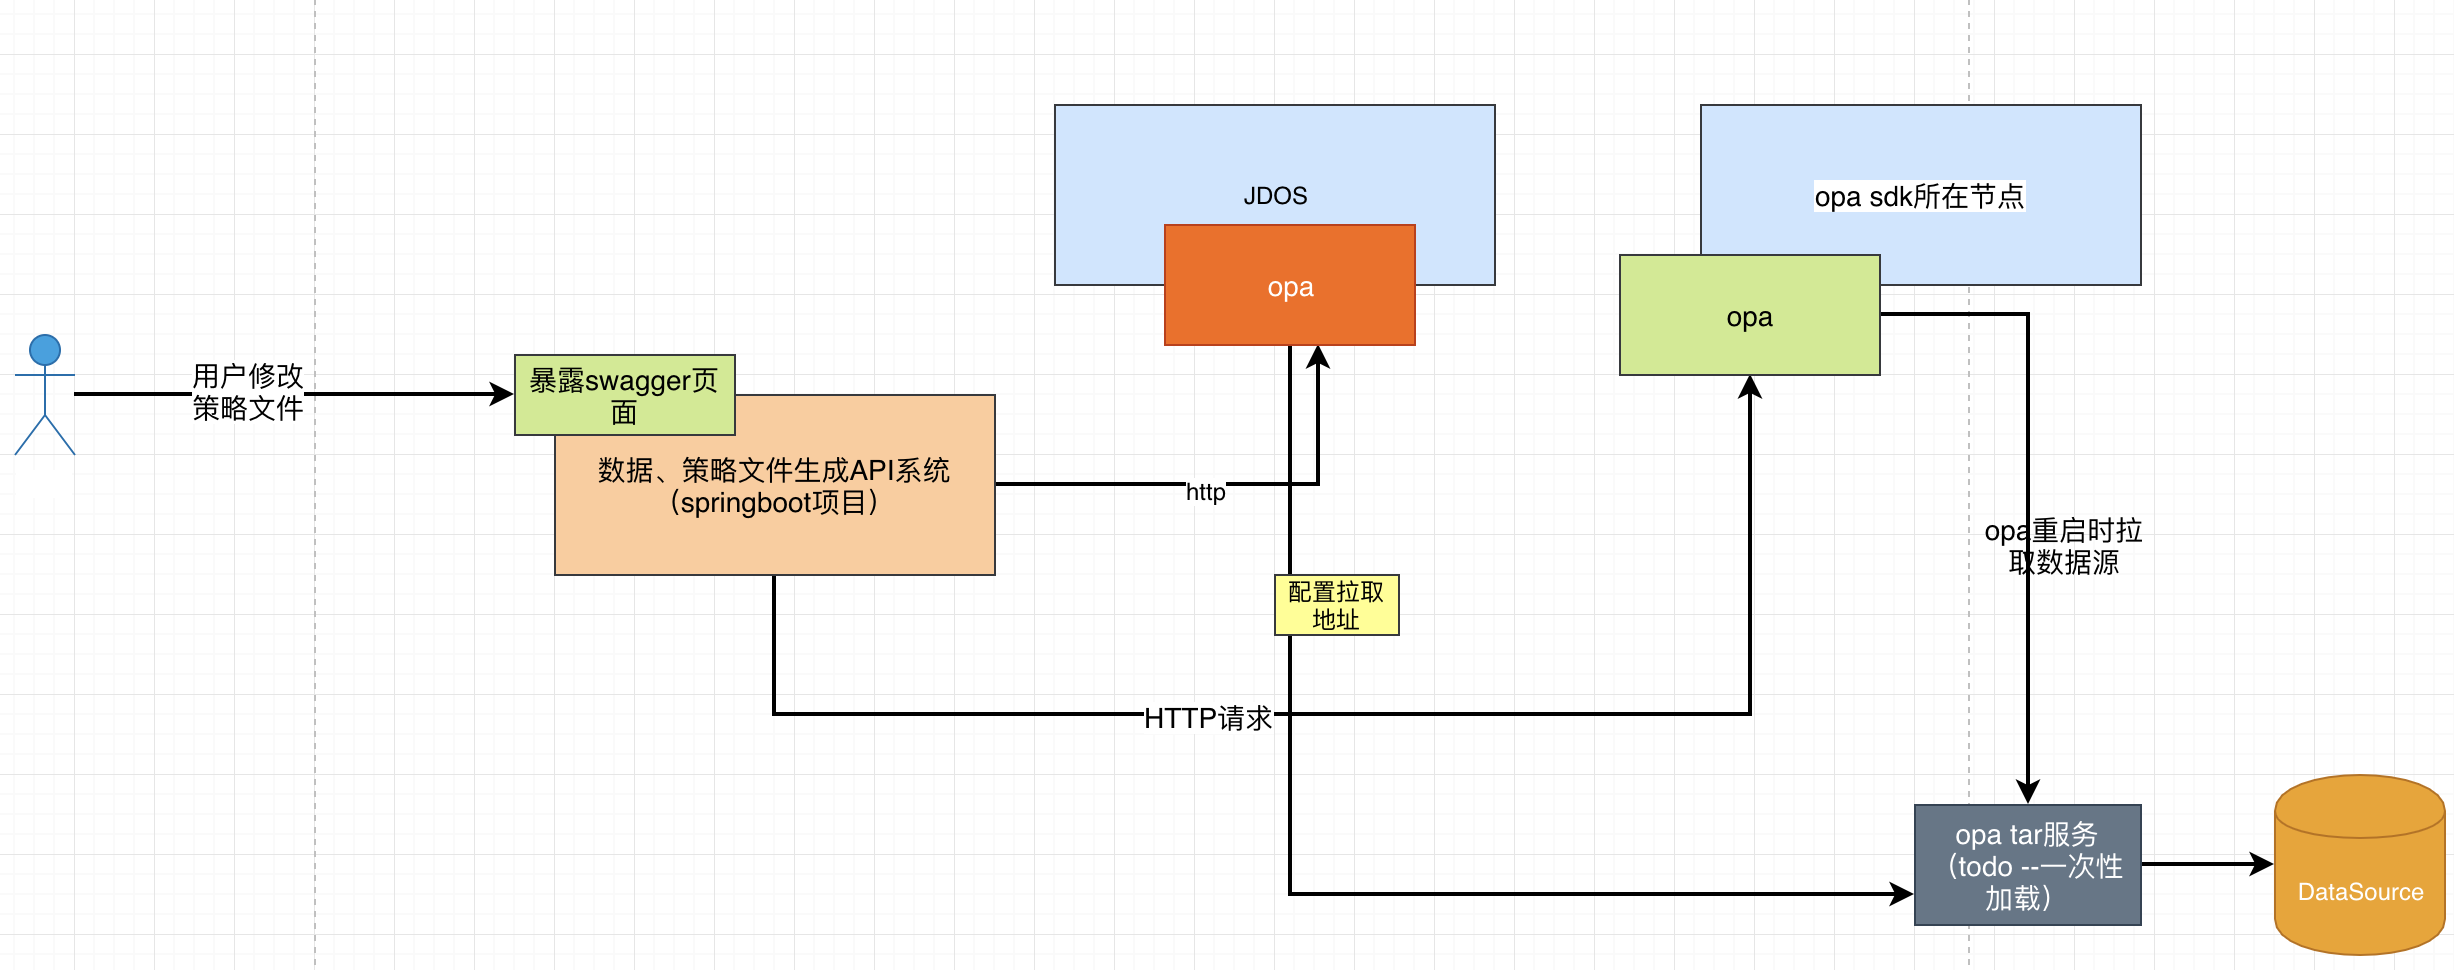 JDOS
opa
opa sdk所在节点
opa
用户修改
策略文件
暴露swagger页
面
数据、策略文件生成API系统
（springboot项目）
http
配置拉取
地址
opa重启时拉
取数据源
HTTP请求
opa tar服务
（todo --一次性
加载）
DataSource